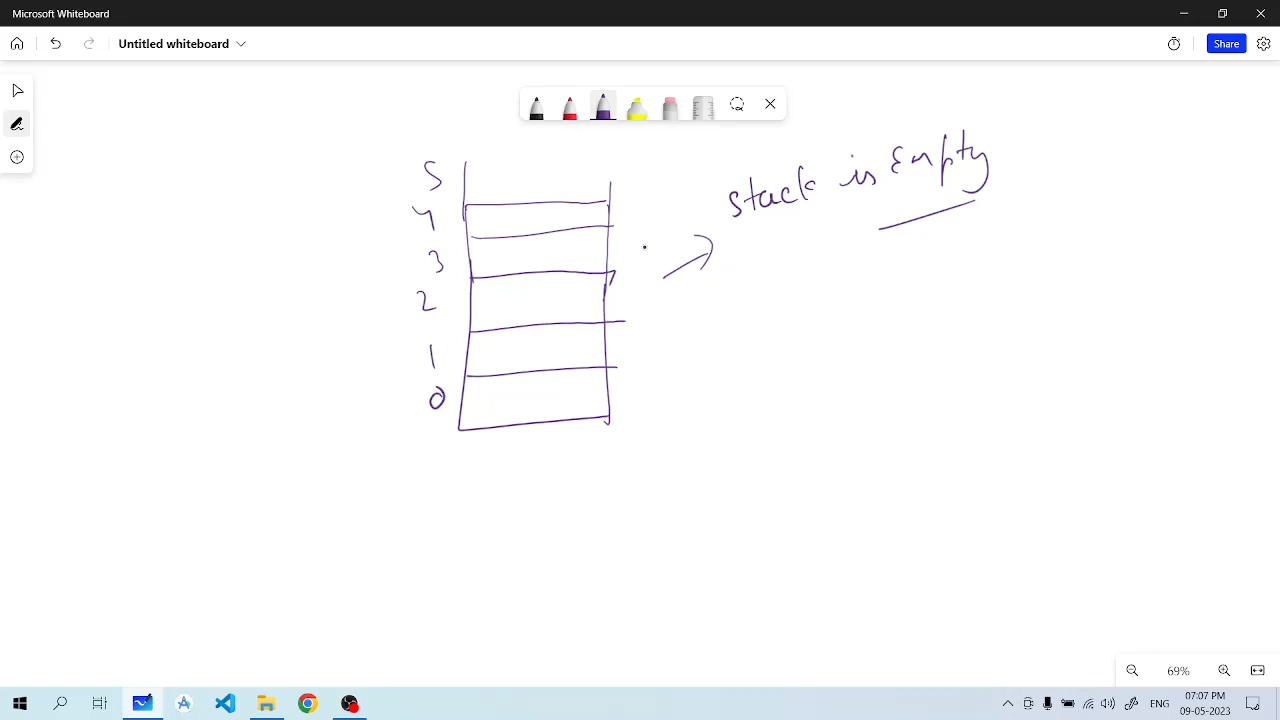 Microsoft Whiteboard
Untitled whiteboard
Share
stack is Empty
5
4
3
2
1
0
69%
07:07 PM
ENG
09-05-2023